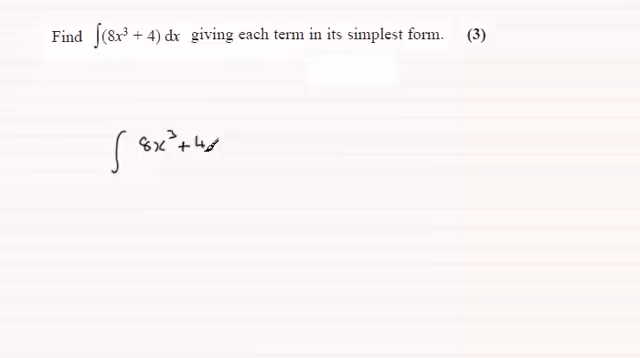 Find ∫(8x³ + 4) dx giving each term in its simplest form. (3)
∫ 8x³ + 4